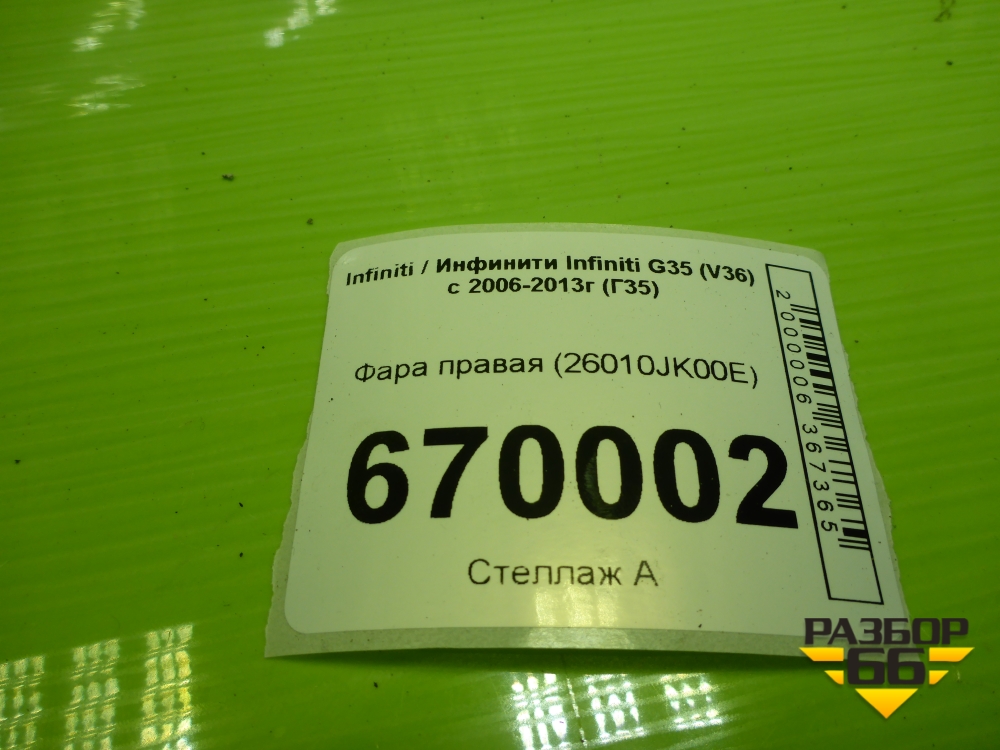 Infiniti / Инфинити Infiniti G35 (V36)
с 2006-2013г (Г35)
Фара правая (26010JK00E)
670002
Стеллаж А
2000006367365
РАЗБОР
66